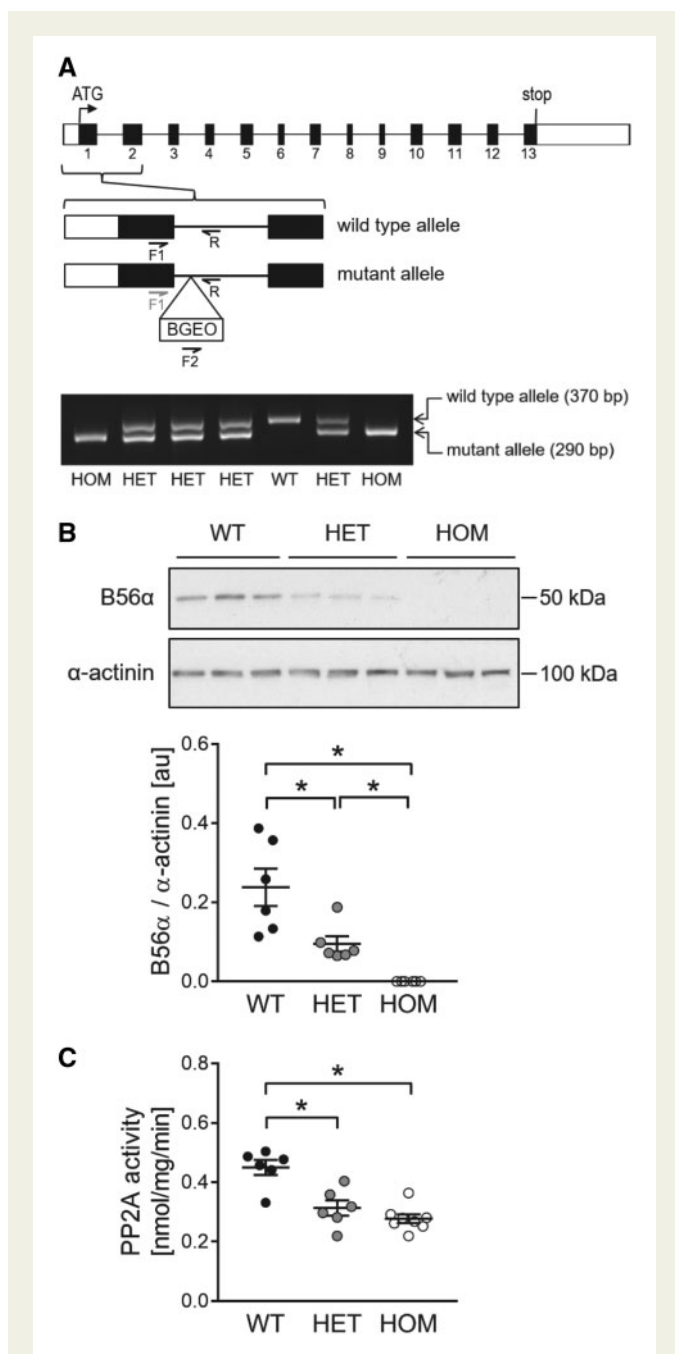 A
ATG
stop
1 2 3 4 5 6 7 8 9 10 11 12 13
wild type allele
F1
R
mutant allele
F1
R
BGEO
F2
wild type allele (370 bp)
mutant allele (290 bp)
HOM HET HET HET WT HET HOM
B
WT HET HOM
B56α
50 kDa
α-actinin
100 kDa
B56α / α-actinin [au]
0.6
0.4
0.2
0.0
*
* *
WT HET HOM
C
PP2A activity
[nmol/mg/min]
0.8
0.6
0.4
0.2
0.0
*
*
WT HET HOM